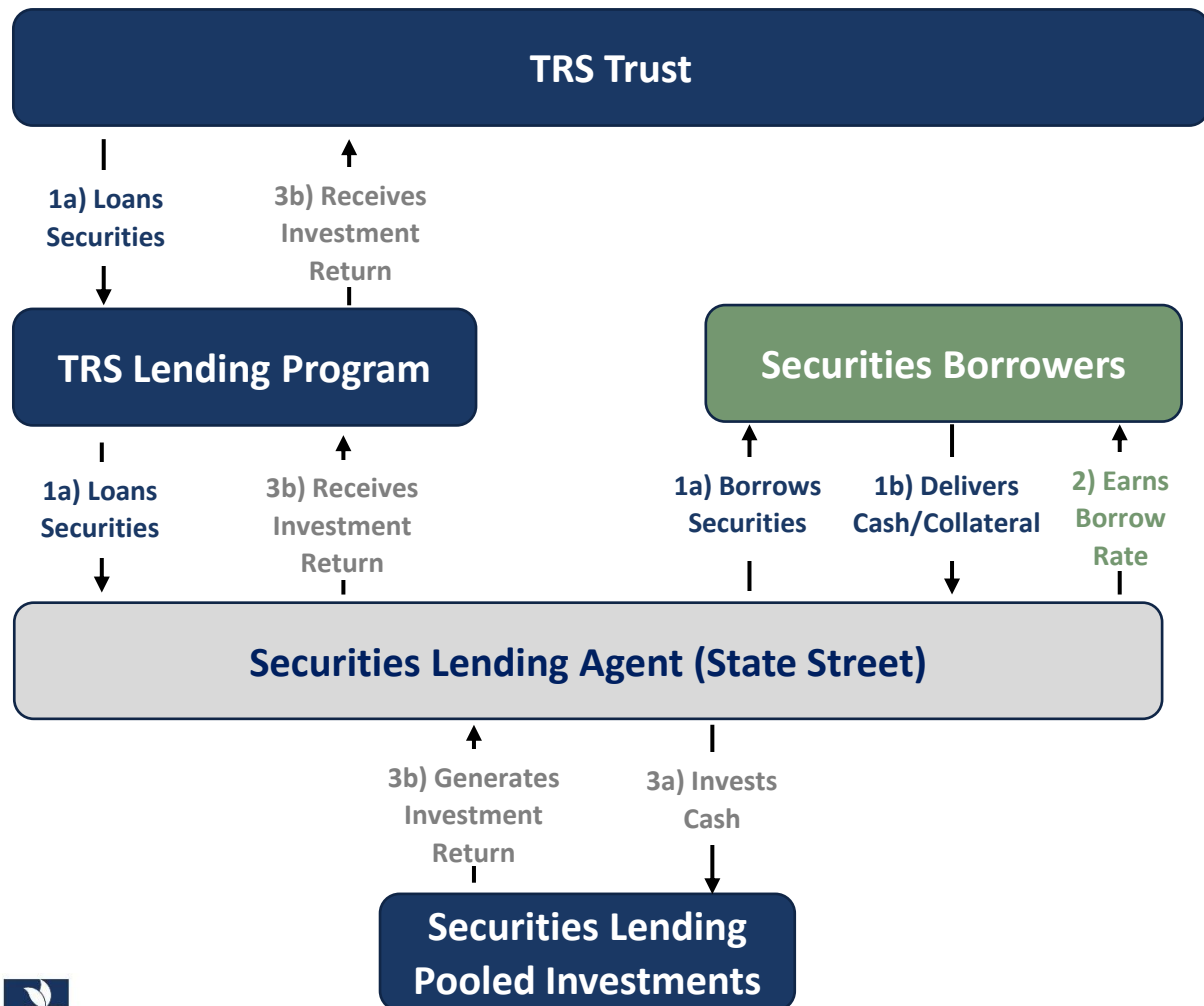 TRS Trust
1a) Loans
Securities
3b) Receives
Investment
Return
TRS Lending Program
Securities Borrowers
1a) Loans
Securities
3b) Receives
Investment
Return
1a) Borrows
Securities
1b) Delivers
Cash/Collateral
2) Earns
Borrow
Rate
Securities Lending Agent (State Street)
3b) Generates
Investment
Return
3a) Invests
Cash
Securities Lending
Pooled Investments